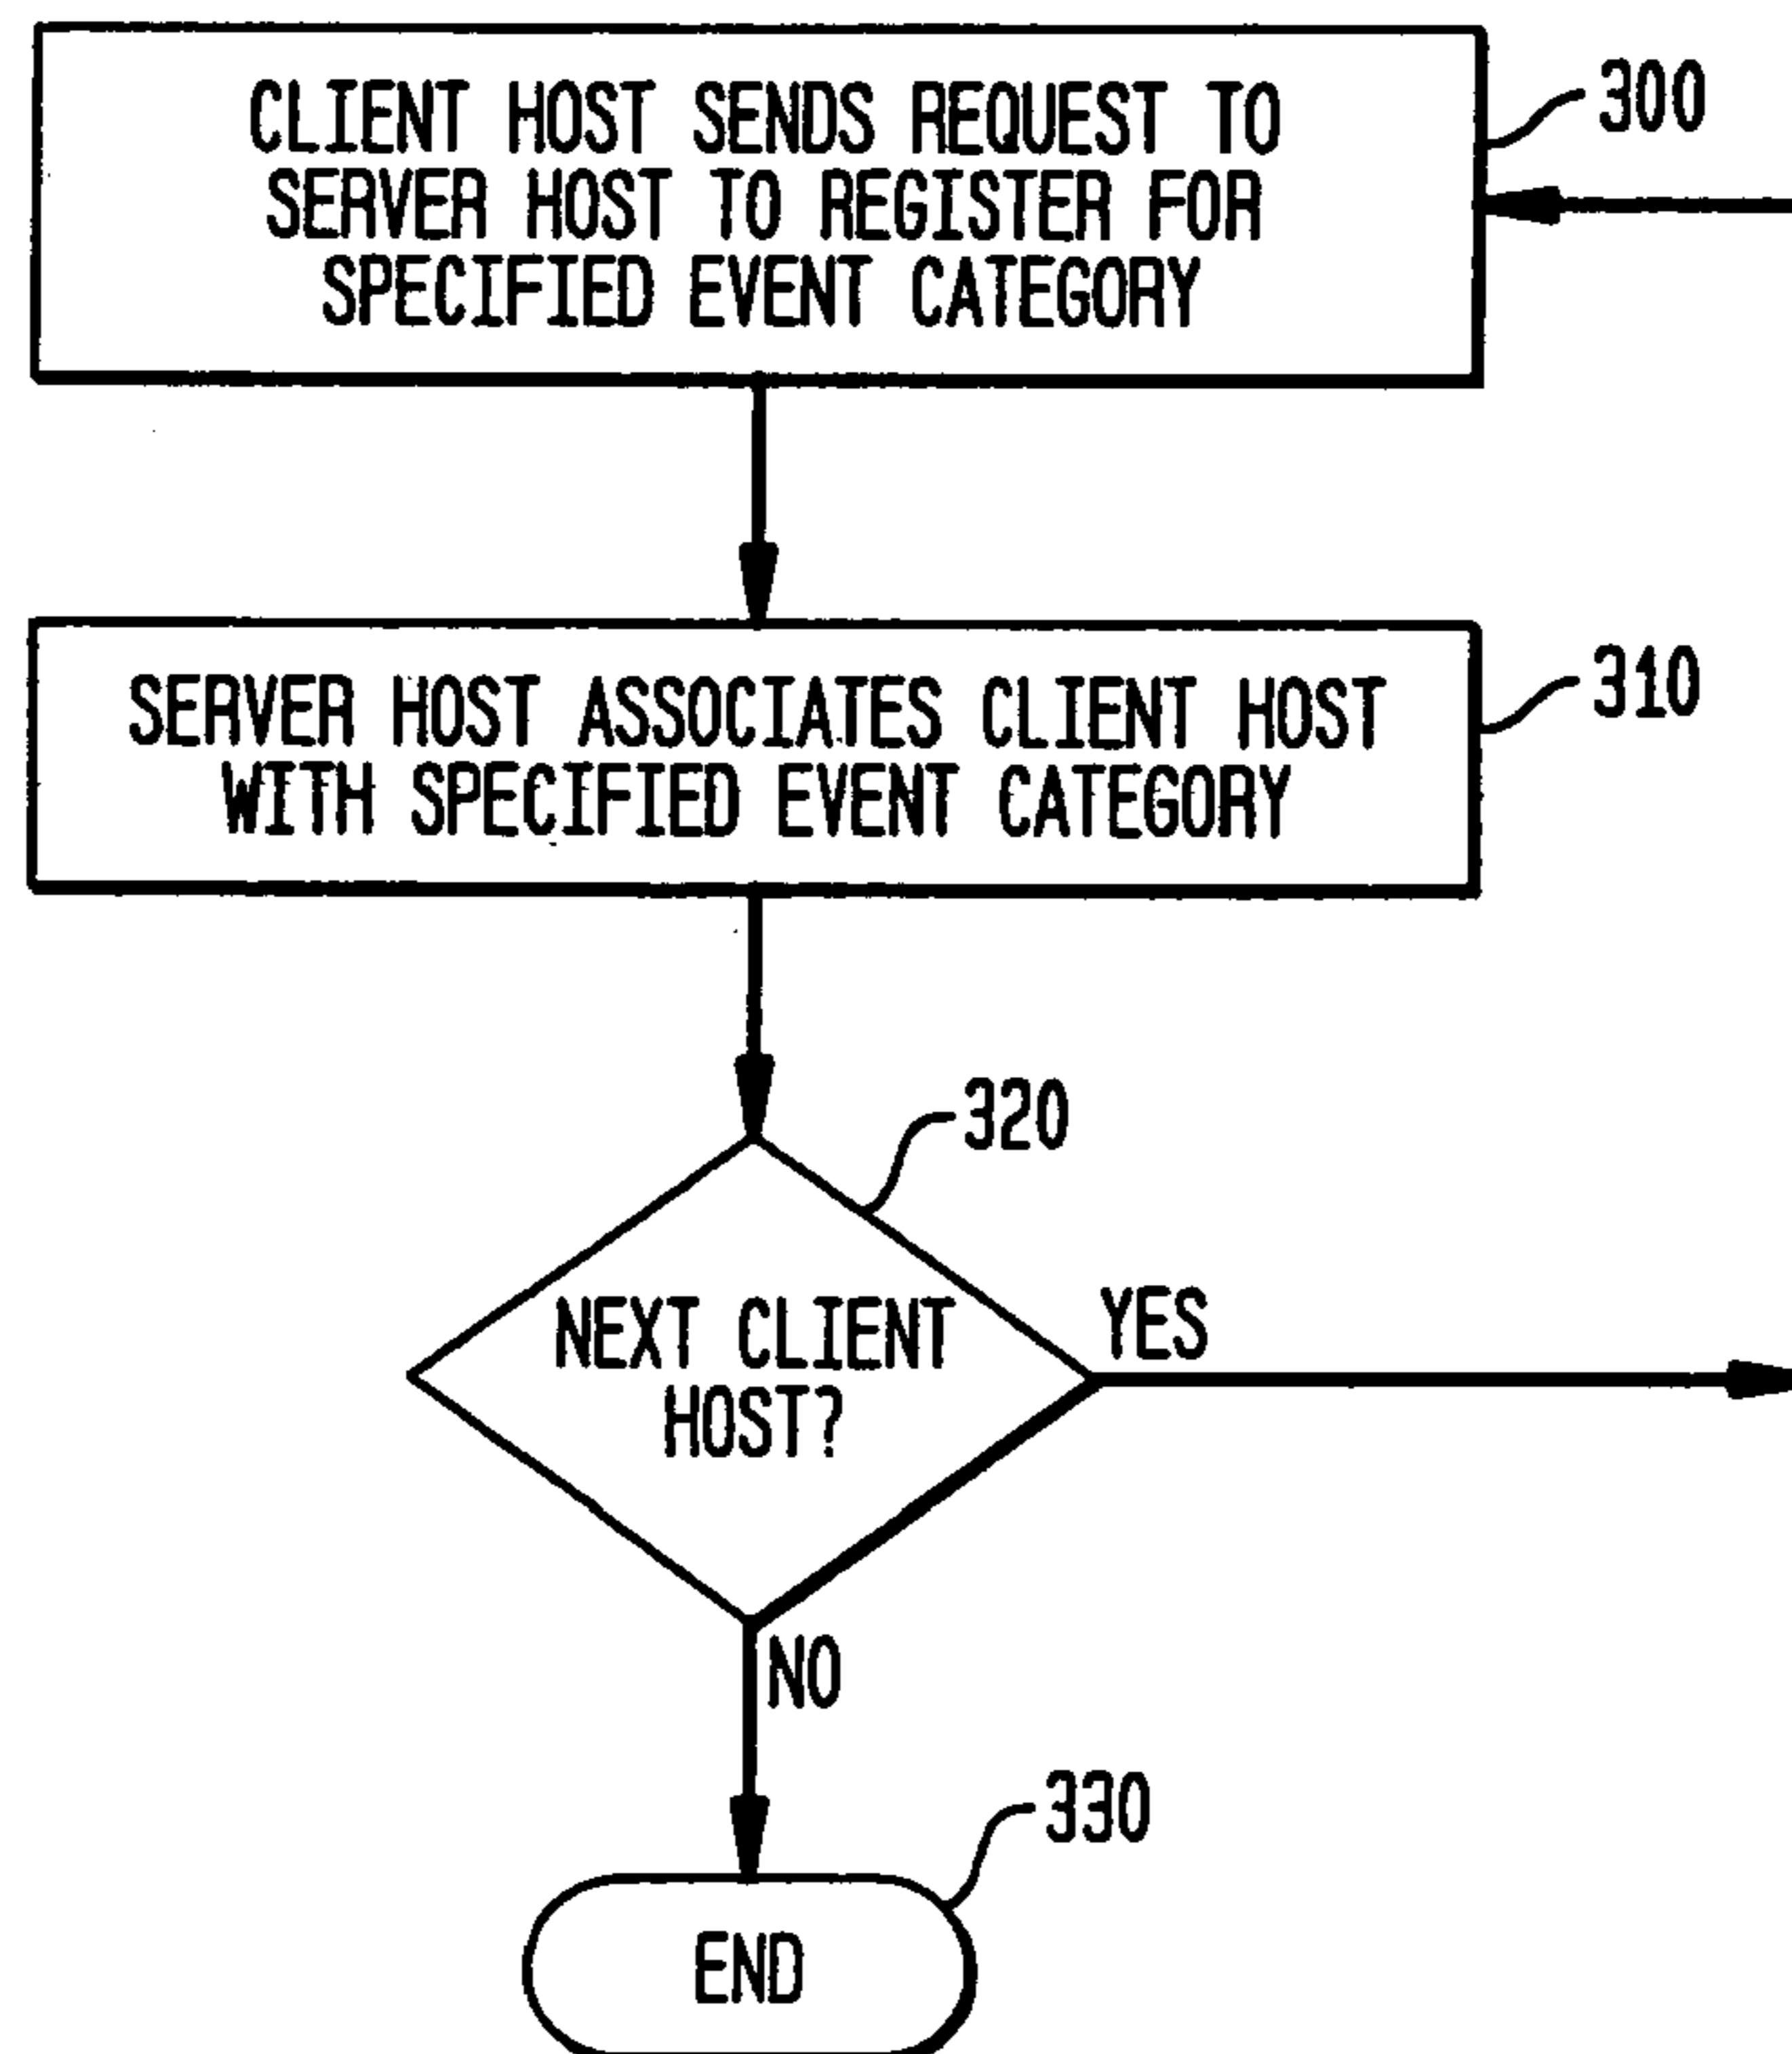 CLIENT HOST SENDS REQUEST TO
SERVER HOST TO REGISTER FOR
SPECIFIED EVENT CATEGORY
300
SERVER HOST ASSOCIATES CLIENT HOST
WITH SPECIFIED EVENT CATEGORY
310
320
NEXT CLIENT
HOST?
YES
NO
330
END